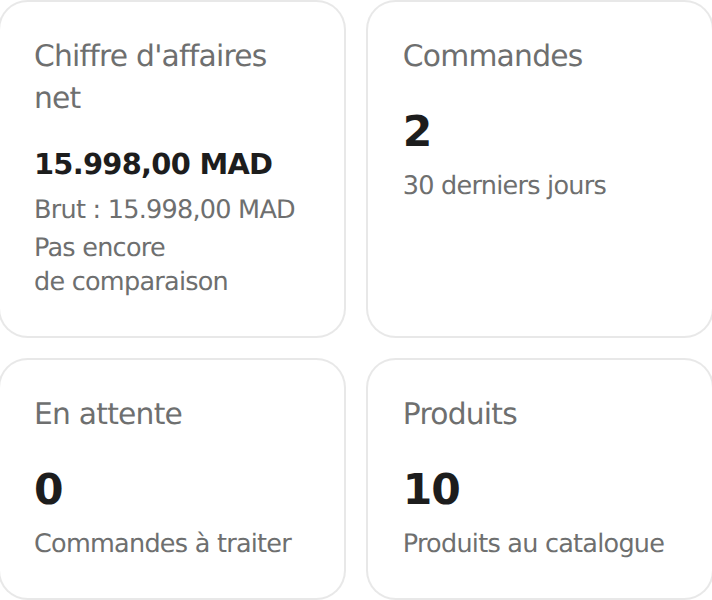 Chiffre d'affaires
net
15.998,00 MAD
Brut : 15.998,00 MAD
Pas encore
de comparaison
Commandes
2
30 derniers jours
En attente
0
Commandes à traiter
Produits
10
Produits au catalogue